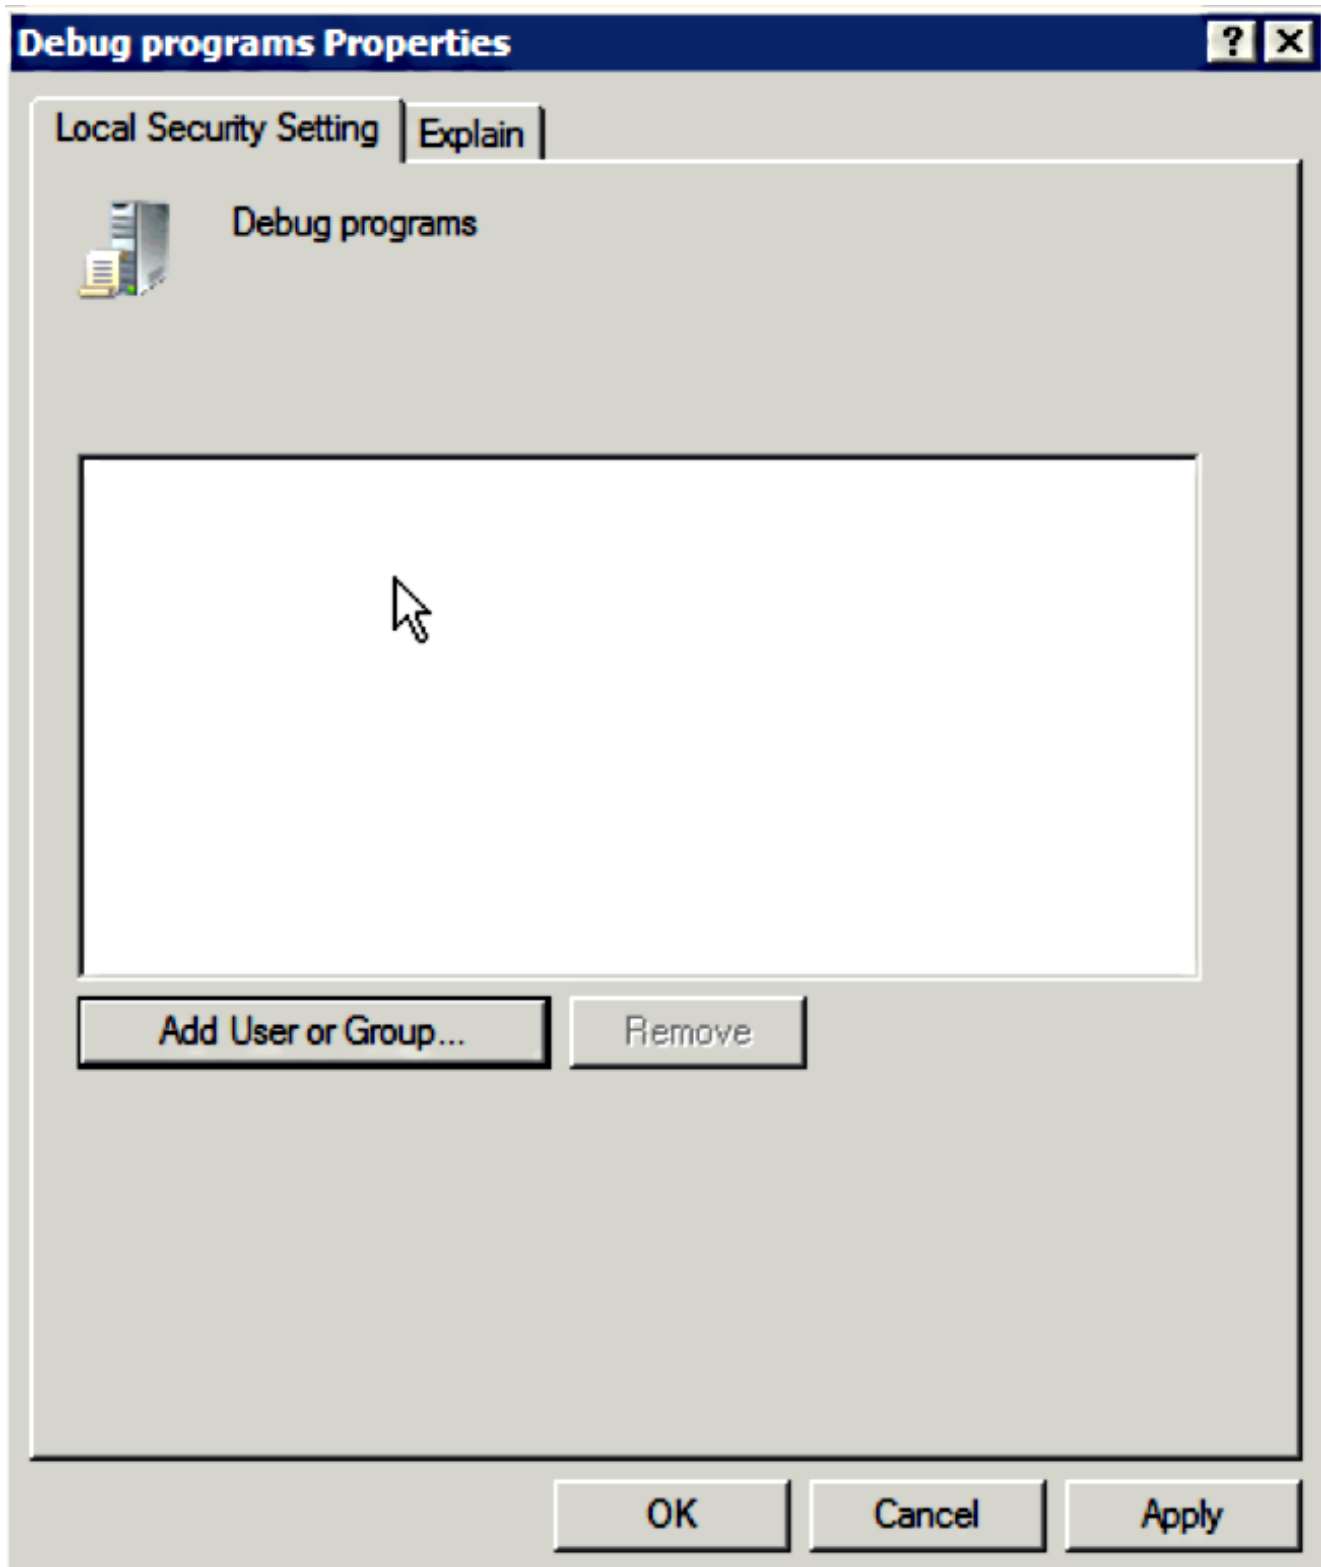 Debug programs Properties
Local Security Setting
Explain
Debug programs
Add User or Group...
Remove
OK
Cancel
Apply